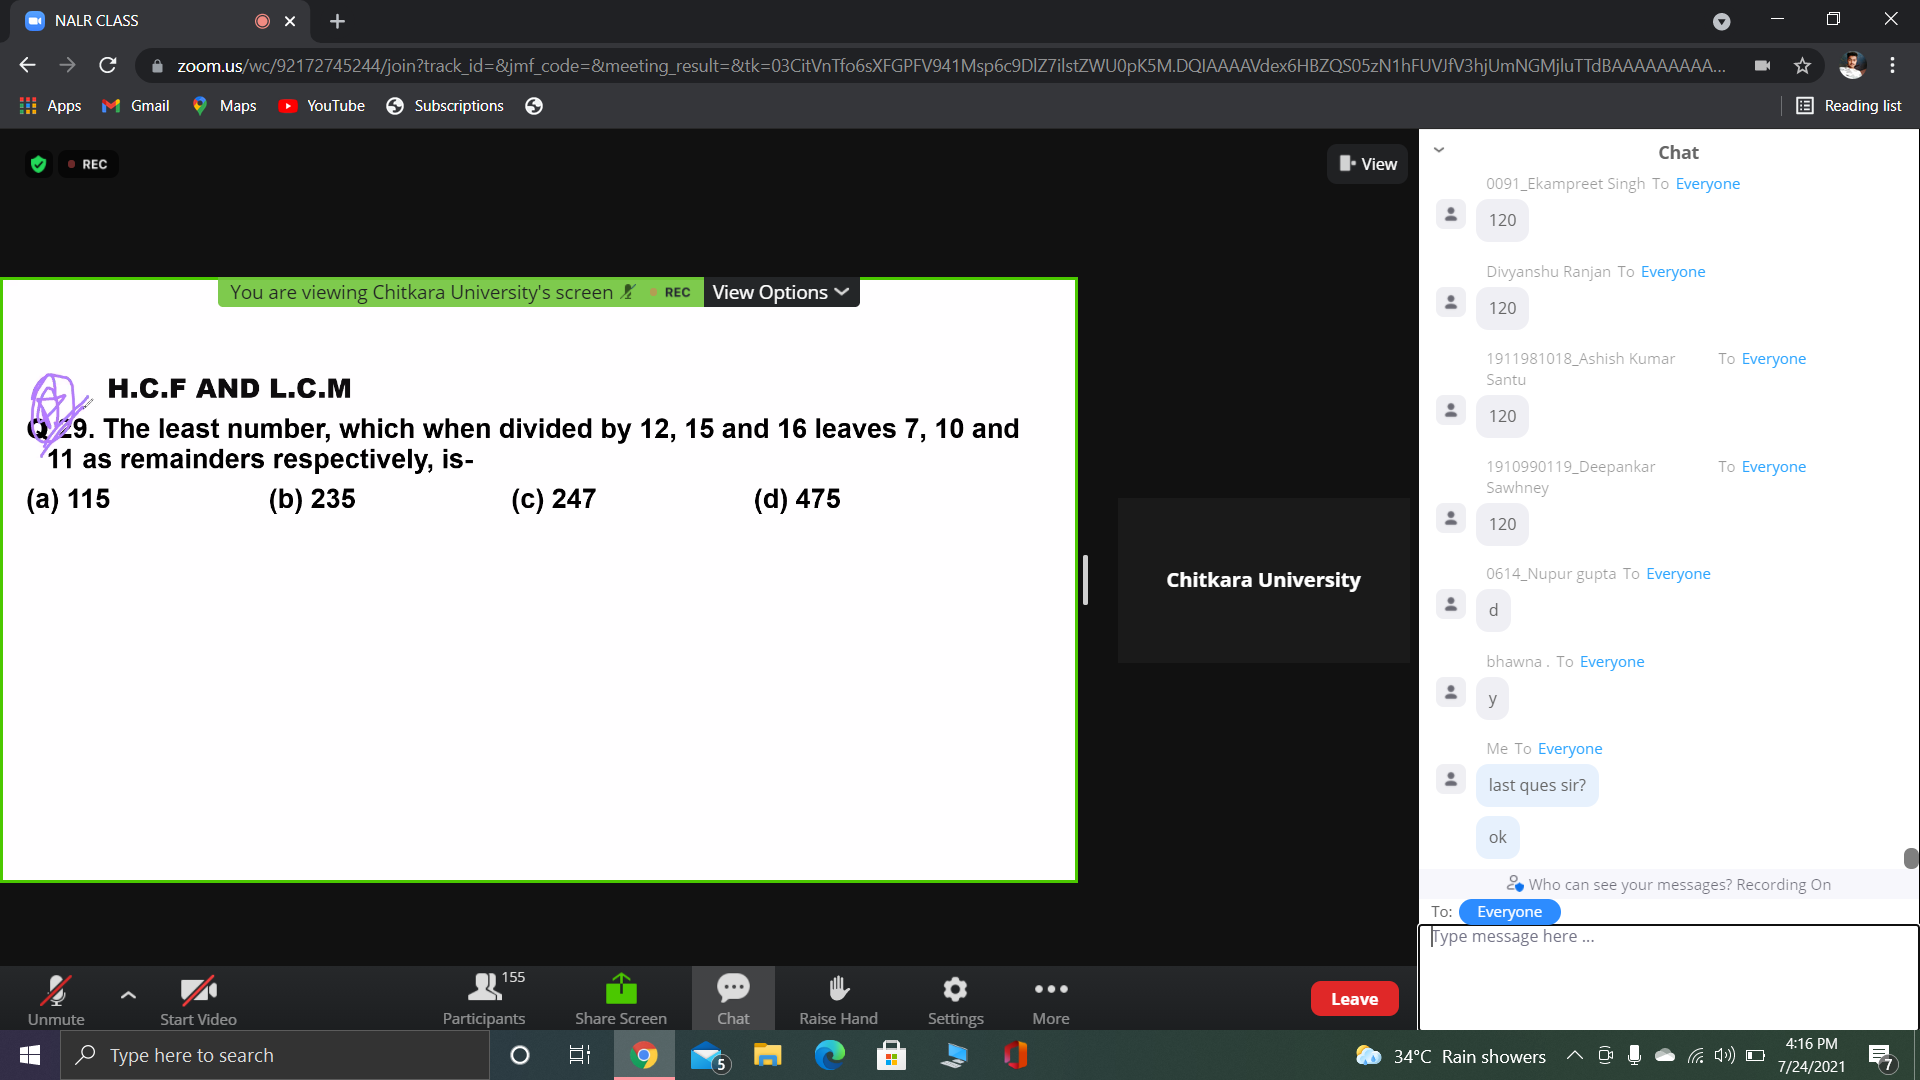 NALR CLASS
zoom.us/wc/92172745244/join?track_id=&jmf_code=&meeting_result=&tk=03CitVnTfo6sXFGPFV941Msp6c9DlZ7ilstZWU0pK5M.DQIAAAAVdex6HBZQS05zN1hFUVJfV3hjUmNGMjluTTdBAAAAAAAAA...
Apps Gmail Maps YouTube Subscriptions Reading list
REC
View
You are viewing Chitkara University's screen REC View Options
H.C.F AND L.C.M
Q 29. The least number, which when divided by 12, 15 and 16 leaves 7, 10 and
11 as remainders respectively, is-
(a) 115 (b) 235 (c) 247 (d) 475
Chitkara University
Chat
0091_Ekampreet Singh To Everyone
120
Divyanshu Ranjan To Everyone
120
1911981018_Ashish Kumar To Everyone
Santu
120
1910990119_Deepankar To Everyone
Sawhney
120
0614_Nupur gupta To Everyone
d
bhawna . To Everyone
y
Me To Everyone
last ques sir?
ok
Who can see your messages? Recording On
To: Everyone
Type message here ...
155
Unmute Start Video Participants Share Screen Chat Raise Hand Settings More Leave
Type here to search
5
34°C Rain showers
4:16 PM
7/24/2021
7